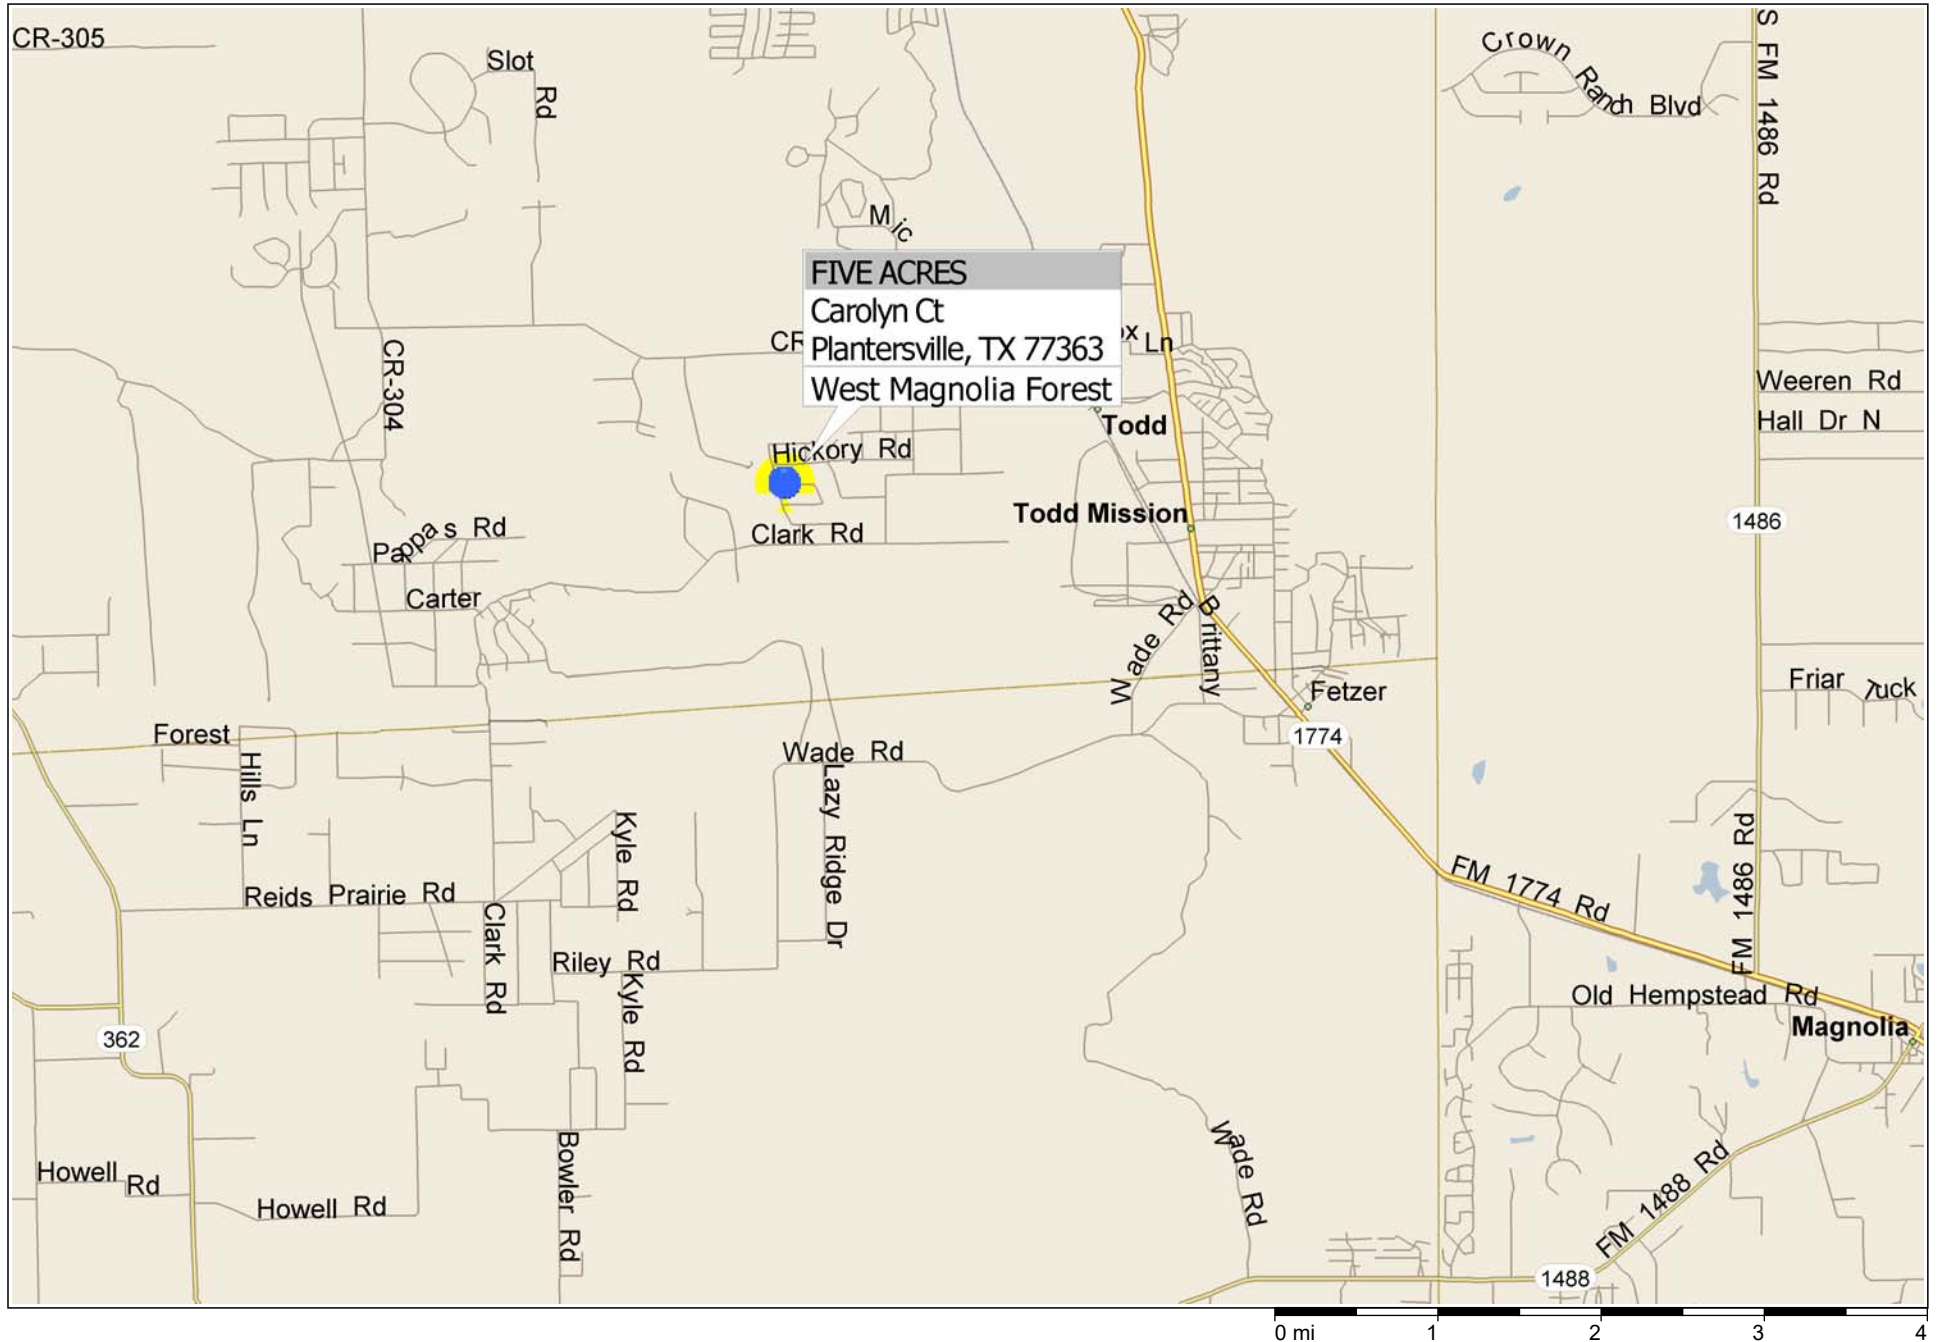 CR-305
Slot
Rd
Crown Ranch Blvd
S FM 1486 Rd
Mic
FIVE ACRES
Carolyn Ct
Plantersville, TX 77363
West Magnolia Forest
CR
ox Ln
CR-304
Weeren Rd
Hall Dr N
Todd
Hickory Rd
Todd Mission
1486
Clark Rd
Pappas Rd
Carter
Wade Rd
Brittany
Fetzer
Friar Tuck
1774
Forest
Hills Ln
Wade Rd
Lazy Ridge Dr
Kyle Rd
FM 1774 Rd
FM 1486 Rd
Reids Prairie Rd
Clark Rd
Riley Rd
Kyle Rd
Old Hempstead Rd
Magnolia
362
Wade Rd
Howell Rd
Howell Rd
Bowler Rd
FM 1488 Rd
1488
0 mi 1 2 3 4